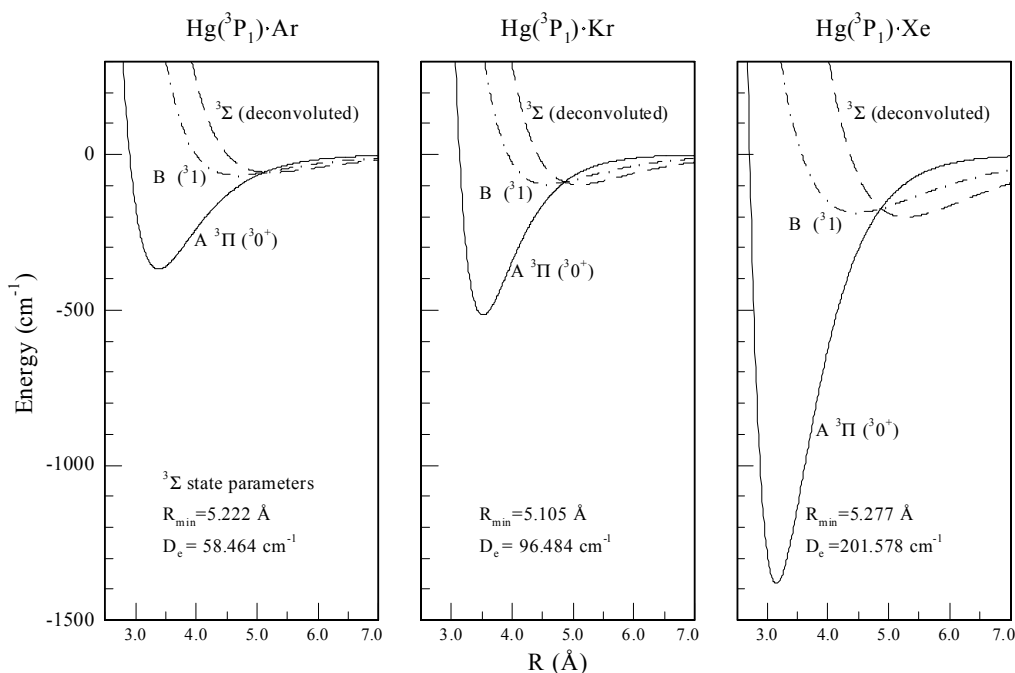 Hg(³P₁)·Ar
Hg(³P₁)·Kr
Hg(³P₁)·Xe
Energy (cm⁻¹)
0
-500
-1000
-1500
³Σ (deconvoluted)
B (³1)
A ³Π (³0⁺)
³Σ state parameters
R_min=5.222 Å
D_e = 58.464 cm⁻¹
3.0 4.0 5.0 6.0 7.0
³Σ (deconvoluted)
B (³1)
A ³Π (³0⁺)
R_min=5.105 Å
D_e = 96.484 cm⁻¹
3.0 4.0 5.0 6.0 7.0
³Σ (deconvoluted)
B (³1)
A ³Π (³0⁺)
R_min=5.277 Å
D_e =201.578 cm⁻¹
3.0 4.0 5.0 6.0 7.0
R (Å)